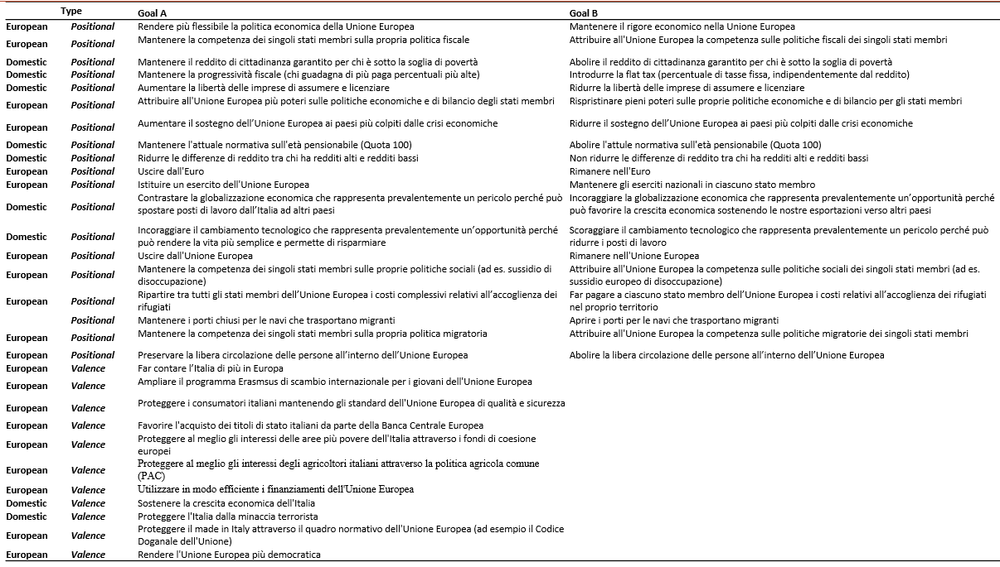 Type Goal A Goal B
European Positional Rendere più flessibile la politica economica della Unione Europea Mantenere il rigore economico nella Unione Europea
European Positional Mantenere la competenza dei singoli stati membri sulla propria politica fiscale Attribuire all'Unione Europea la competenza sulle politiche fiscali dei singoli stati membri
Domestic Positional Mantenere il reddito di cittadinanza garantito per chi è sotto la soglia di povertà Abolire il reddito di cittadinanza garantito per chi è sotto la soglia di povertà
Domestic Positional Mantenere la progressività fiscale (chi guadagna di più paga percentuali più alte) Introdurre la flat tax (percentuale di tasse fissa, indipendentemente dal reddito)
Domestic Positional Aumentare la libertà delle imprese di assumere e licenziare Ridurre la libertà delle imprese di assumere e licenziare
European Positional Attribuire all'Unione Europea più poteri sulle politiche economiche e di bilancio degli stati membri Rispristinare pieni poteri sulle proprie politiche economiche e di bilancio per gli stati membri
European Positional Aumentare il sostegno dell’Unione Europea ai paesi più colpiti dalle crisi economiche Ridurre il sostegno dell’Unione Europea ai paesi più colpiti dalle crisi economiche
Domestic Positional Mantenere l'attuale normativa sull'età pensionabile (Quota 100) Abolire l'attule normativa sull'età pensionabile (Quota 100)
Domestic Positional Ridurre le differenze di reddito tra chi ha redditi alti e redditi bassi Non ridurre le differenze di reddito tra chi ha redditi alti e redditi bassi
European Positional Uscire dall'Euro Rimanere nell'Euro
European Positional Istituire un esercito dell'Unione Europea Mantenere gli eserciti nazionali in ciascuno stato membro
Domestic Positional Contrastare la globalizzazione economica che rappresenta prevalentemente un pericolo perché può Incoraggiare la globalizzazione economica che rappresenta prevalentemente un’opportunità perché
spostare posti di lavoro dall’Italia ad altri paesi può favorire la crescita economica sostenendo le nostre esportazioni verso altri paesi
Domestic Positional Incoraggiare il cambiamento tecnologico che rappresenta prevalentemente un’opportunità perché Scoraggiare il cambiamento tecnologico che rappresenta prevalentemente un pericolo perché può
può rendere la vita più semplice e permette di risparmiare ridurre i posti di lavoro
European Positional Uscire dall'Unione Europea Rimanere nell'Unione Europea
European Positional Mantenere la competenza dei singoli stati membri sulle proprie politiche sociali (ad es. sussidio di Attribuire all'Unione Europea la competenza sulle politiche sociali dei singoli stati membri (ad es.
disoccupazione) sussidio europeo di disoccupazione)
European Positional Ripartire tra tutti gli stati membri dell’Unione Europea i costi complessivi relativi all’accoglienza dei Far pagare a ciascuno stato membro dell’Unione Europea i costi relativi all’accoglienza dei rifugiati
rifugiati nel proprio territorio
Positional Mantenere i porti chiusi per le navi che trasportano migranti Aprire i porti per le navi che trasportano migranti
European Positional Mantenere la competenza dei singoli stati membri sulla propria politica migratoria Attribuire all'Unione Europea la competenza sulle politiche migratorie dei singoli stati membri
European Positional Preservare la libera circolazione delle persone all’interno dell’Unione Europea Abolire la libera circolazione delle persone all’interno dell’Unione Europea
European Valence Far contare l’Italia di più in Europa
European Valence Ampliare il programma Erasmsus di scambio internazionale per i giovani dell'Unione Europea
European Valence Proteggere i consumatori italiani mantenendo gli standard dell'Unione Europea di qualità e sicurezza
European Valence Favorire l'acquisto dei titoli di stato italiani da parte della Banca Centrale Europea
European Valence Proteggere al meglio gli interessi delle aree più povere dell'Italia attraverso i fondi di coesione
europei
European Valence Proteggere al meglio gli interessi degli agricoltori italiani attraverso la politica agricola comune
(PAC)
European Valence Utilizzare in modo efficiente i finanziamenti dell'Unione Europea
Domestic Valence Sostenere la crescita economica dell'Italia
Domestic Valence Proteggere l'Italia dalla minaccia terrorista
European Valence Proteggere il made in Italy attraverso il quadro normativo dell'Unione Europea (ad esempio il Codice
Doganale dell'Unione)
European Valence Rendere l'Unione Europea più democratica